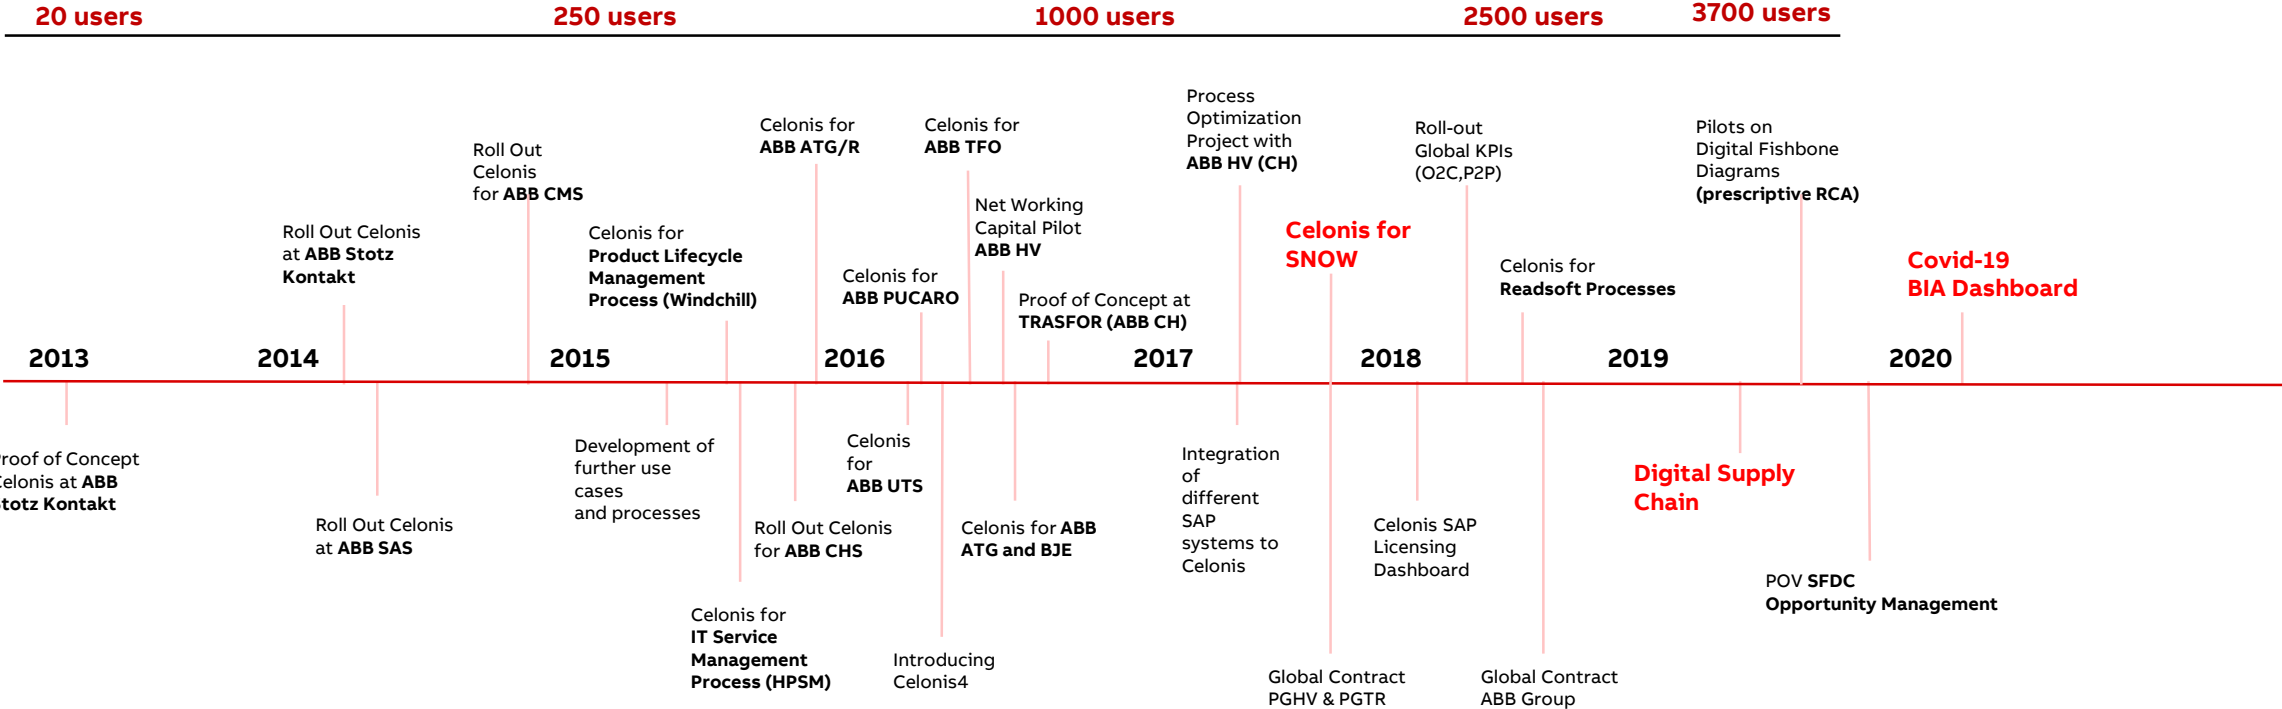 20 users
250 users
1000 users
2500 users
3700 users
Process
Optimization
Project with
ABB HV (CH)
Celonis for
ABB ATG/R
Celonis for
ABB TFO
Roll-out
Global KPIs
(O2C,P2P)
Pilots on
Digital Fishbone
Diagrams
(prescriptive RCA)
Roll Out
Celonis
for ABB CMS
Net Working
Capital Pilot
ABB HV
Roll Out Celonis
at ABB Stotz
Kontakt
Celonis for
Product Lifecycle
Management
Process (Windchill)
Celonis for
SNOW
Celonis for
ABB PUCARO
Celonis for
Readsoft Processes
Covid-19
BIA Dashboard
Proof of Concept at
TRASFOR (ABB CH)
2013
2014
2015
2016
2017
2018
2019
2020
roof of Concept
elonis at ABB
totz Kontakt
Roll Out Celonis
at ABB SAS
Development of
further use
cases
and processes
Celonis for
IT Service
Management
Process (HPSM)
Roll Out Celonis
for ABB CHS
Celonis
for
ABB UTS
Introducing
Celonis4
Celonis for ABB
ATG and BJE
Integration
of
different
SAP
systems to
Celonis
Global Contract
PGHV & PGTR
Celonis SAP
Licensing
Dashboard
Global Contract
ABB Group
Digital Supply
Chain
POV SFDC
Opportunity Management